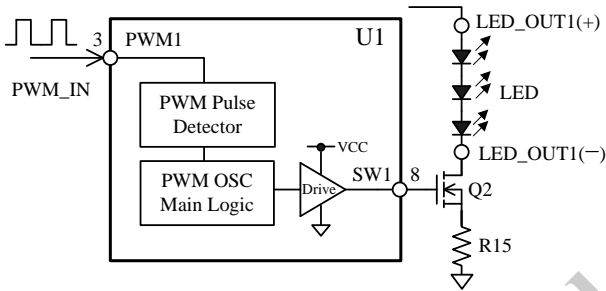 U1
LED_OUT1(+)
3
PWM1
PWM_IN
PWM Pulse
Detector
LED
VCC
LED_OUT1(—)
PWM OSC
Main Logic
Drive
SW1
8
Q2
R15